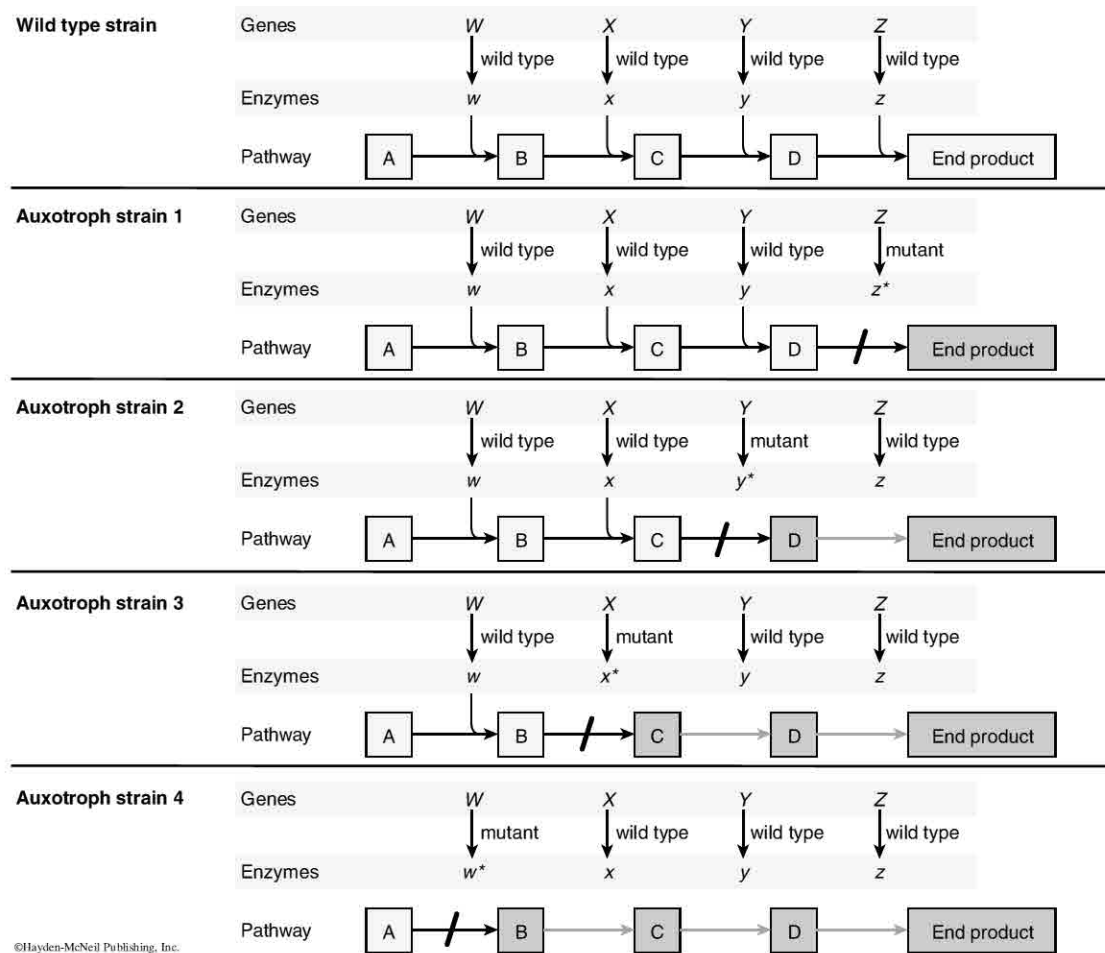 Wild type strain Genes W X Y Z
wild type wild type wild type wild type
Enzymes w x y z
Pathway A B C D End product
Auxotroph strain 1 Genes W X Y Z
wild type wild type wild type mutant
Enzymes w x y z*
Pathway A B C D End product
Auxotroph strain 2 Genes W X Y Z
wild type wild type mutant wild type
Enzymes w x y* z
Pathway A B C D End product
Auxotroph strain 3 Genes W X Y Z
wild type mutant wild type wild type
Enzymes w x* y z
Pathway A B C D End product
Auxotroph strain 4 Genes W X Y Z
mutant wild type wild type wild type
Enzymes w* x y z
Pathway A B C D End product
©Hayden-McNeil Publishing, Inc.